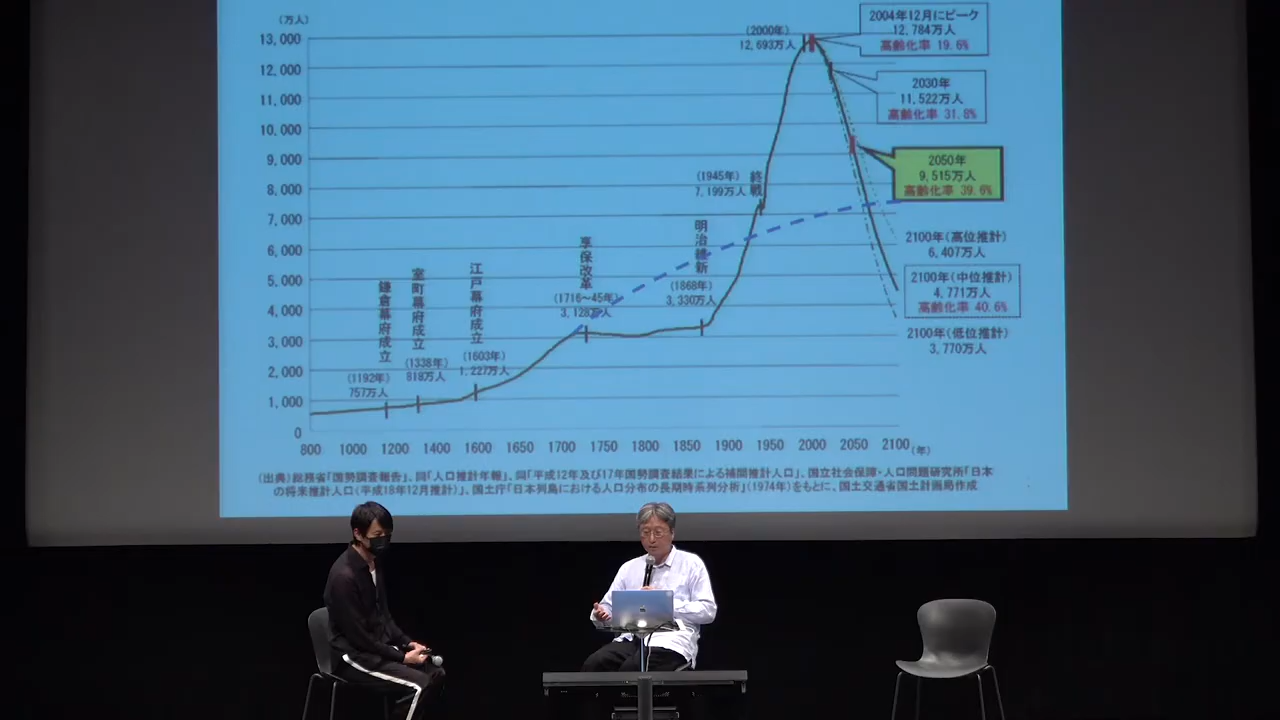 (万人)
13,000
12,000
11,000
10,000
9,000
8,000
7,000
6,000
5,000
4,000
3,000
2,000
1,000
0
(2000年)
12,693万人
2004年12月にピーク
12,784万人
高齢化率 19.6%
2030年
11,522万人
高齢化率 31.8%
2050年
9,515万人
高齢化率 39.6%
(1945年)
7,199万人
終戦
明治維新
(1868年)
3,330万人
享保改革
(1716~45年)
3,128万人
江戸幕府成立
(1603年)
1,227万人
室町幕府成立
(1338年)
818万人
鎌倉幕府成立
(1192年)
757万人
2100年(高位推計)
6,407万人
2100年(中位推計)
4,771万人
高齢化率 40.6%
2100年(低位推計)
3,770万人
800 1000 1200 1400 1600 1650 1700 1750 1800 1850 1900 1950 2000 2050 2100(年)
(出典)総務省「国勢調査報告」、同「人口推計年報」、同「平成12年及び17年国勢調査結果による補間推計人口」、国立社会保障・人口問題研究所「日本
の将来推計人口(平成18年12月推計)」、国土庁「日本列島における人口分布の長期時系列分析」(1974年)をもとに、国土交通省国土計画局作成